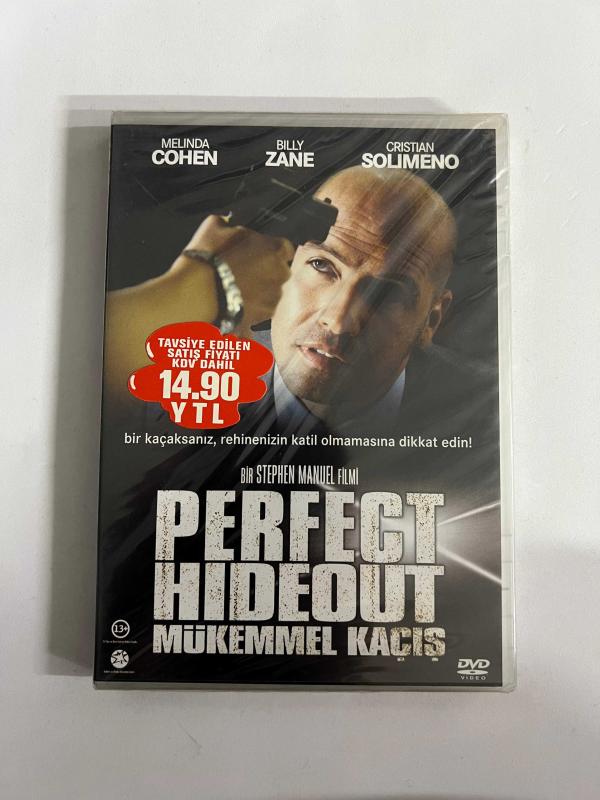 MELINDA COHEN
BILLY ZANE
CRISTIAN SOLIMENO
TAVSİYE EDİLEN
SATIŞ FİYATI
KDV DAHİL
14.90
YTL
bir kaçaksanız, rehinenizin katil olmamasına dikkat edin!
BİR STEPHEN MANUEL FİLMİ
PERFECT
HIDEOUT
MÜKEMMEL KAÇIŞ
13+
DVD
VIDEO